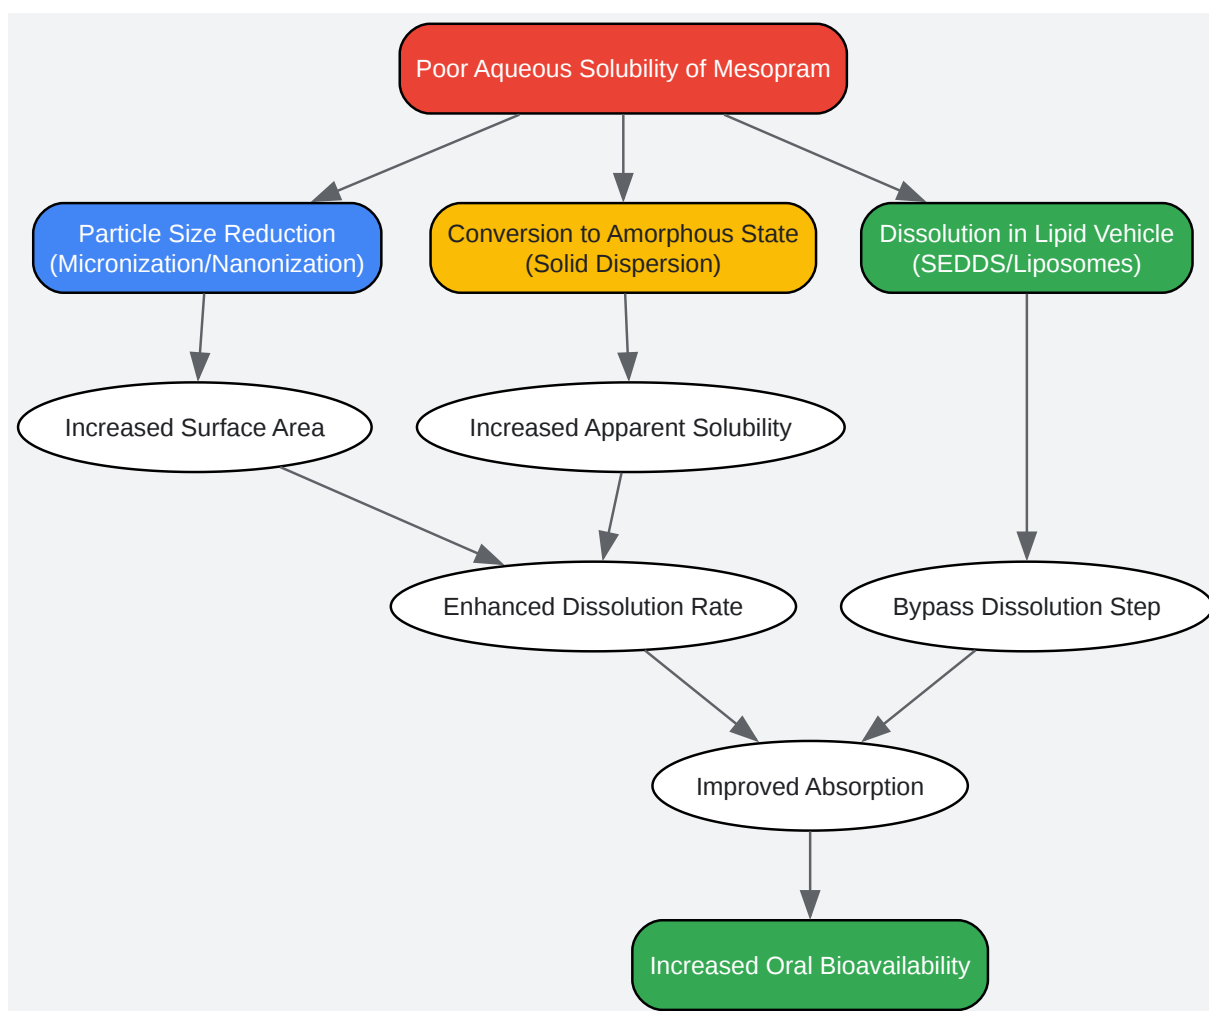 Poor Aqueous Solubility of Mesopram
Particle Size Reduction
(Micronization/Nanonization)
Conversion to Amorphous State
(Solid Dispersion)
Dissolution in Lipid Vehicle
(SEDDS/Liposomes)
Increased Surface Area
Increased Apparent Solubility
Enhanced Dissolution Rate
Bypass Dissolution Step
Improved Absorption
Increased Oral Bioavailability